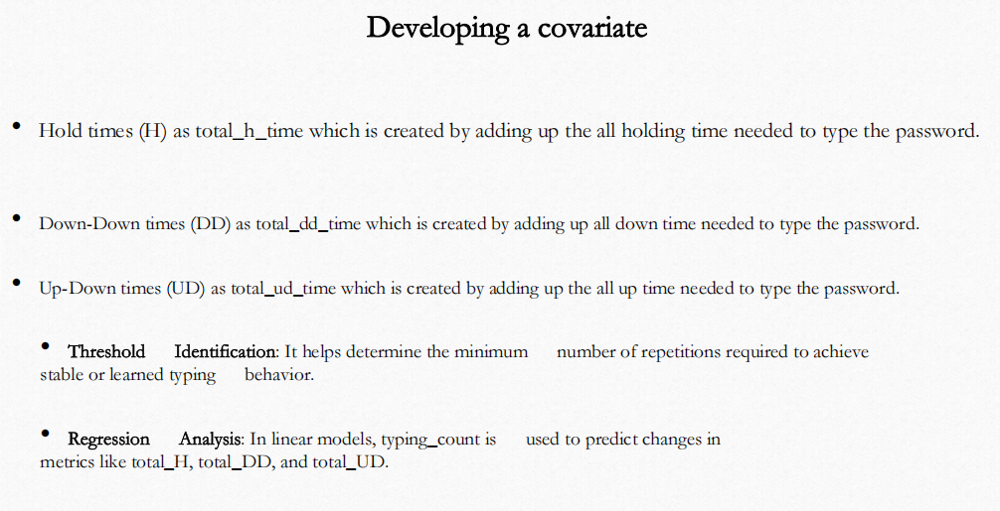 Developing a covariate
• Hold times (H) as total_h_time which is created by adding up the all holding time needed to type the password.
• Down-Down times (DD) as total_dd_time which is created by adding up all down time needed to type the password.
• Up-Down times (UD) as total_ud_time which is created by adding up the all up time needed to type the password.
• Threshold Identification: It helps determine the minimum number of repetitions required to achieve
stable or learned typing behavior.
• Regression Analysis: In linear models, typing_count is used to predict changes in
metrics like total_H, total_DD, and total_UD.